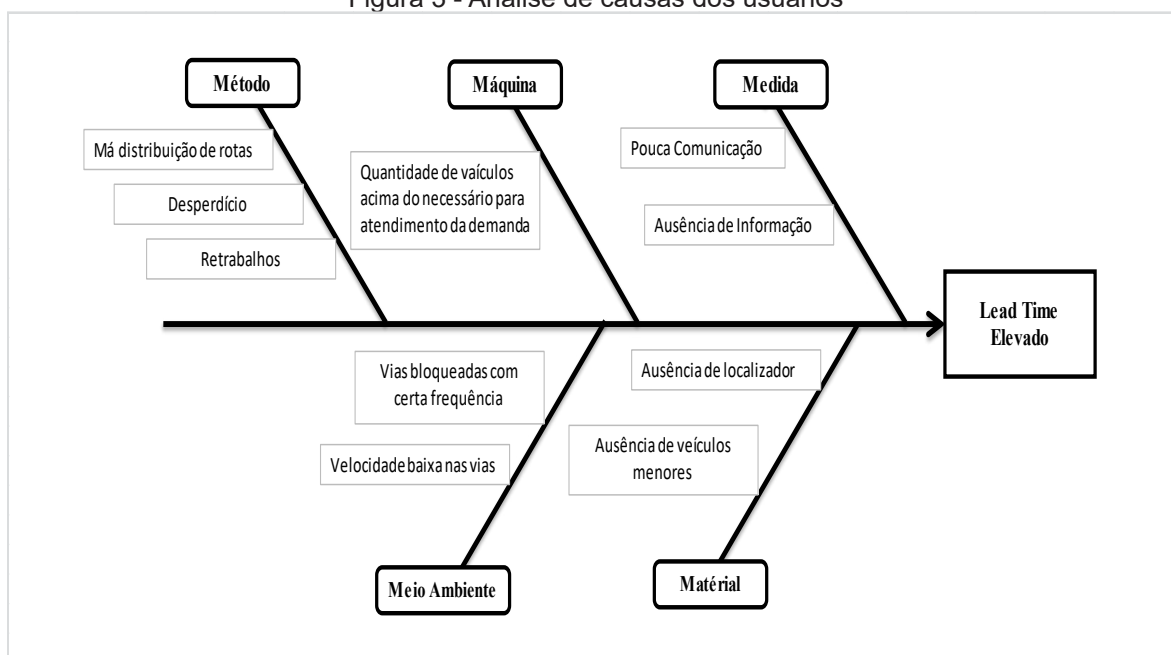 Figura 5 - Análise de causas dos usuários
Método
Máquina
Medida
Má distribuição de rotas
Desperdício
Retrabalhos
Quantidade de vaículos
acima do necessário para
atendimento da demanda
Pouca Comunicação
Ausência de Informação
Lead Time
Elevado
Vias bloqueadas com
certa frequência
Velocidade baixa nas vias
Ausência de localizador
Ausência de veículos
menores
Meio Ambiente
Matérial